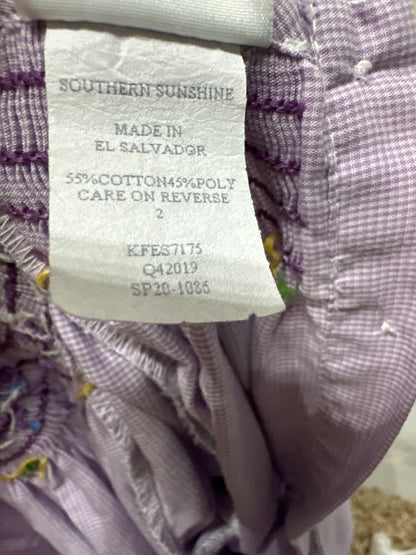 SOUTHERN SUNSHINE
MADE IN
EL SALVADOR
55%COTTON45%POLY
CARE ON REVERSE
2
KFES7175
Q42019
SP20-1086